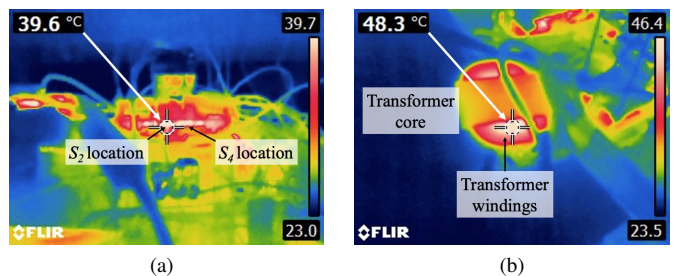 39.6 °C
39.7
S2 location
S4 location
FLIR
23.0
(a)
48.3 °C
46.4
Transformer
core
Transformer
windings
FLIR
23.5
(b)